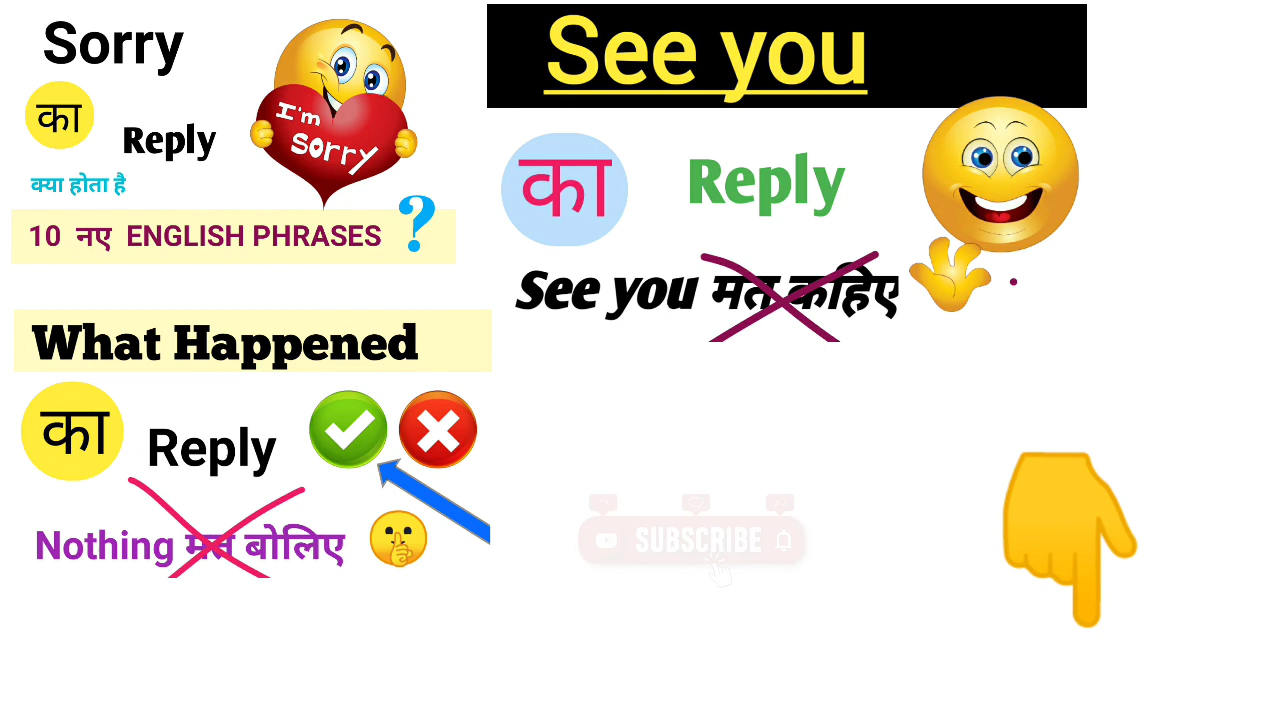 Sorry
का
Reply
I'm
sorry
क्या होता है
10 नए ENGLISH PHRASES ?
What Happened
का
Reply
Nothing मत बोलिए
See you
का
Reply
See you मत कहिए
SUBSCRIBE